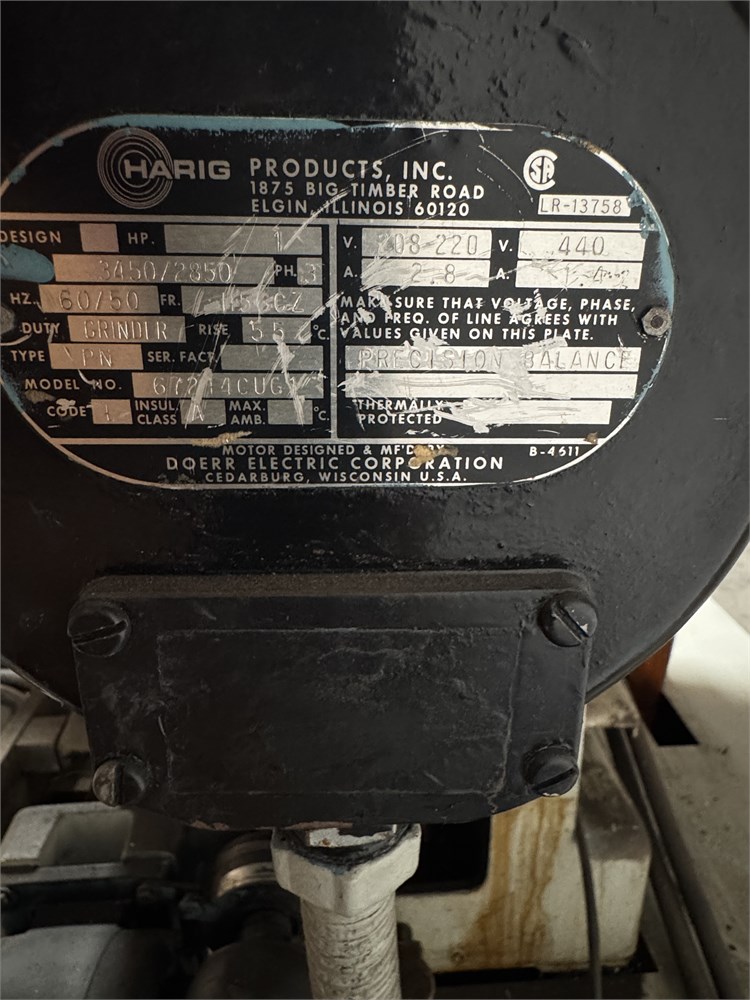 HARIG PRODUCTS, INC.
1875 BIG TIMBER ROAD
ELGIN, ILLINOIS 60120
SA
LR-13758
DESIGN HP. 1
3450/2850 PH. 3
HZ. 60/50 FR.
DUTY GRINDER RISE 55 °C.
TYPE PN SER. FACT.
MODEL NO.
CODE INSUL. CLASS A MAX. AMB. °C.
V. 208-220 V. 440
A. 2.8 A. 1.4
MAKE SURE THAT VOLTAGE, PHASE,
AND FREQ. OF LINE AGREES WITH
VALUES GIVEN ON THIS PLATE.
PRECISION BALANCE
THERMALLY
PROTECTED
MOTOR DESIGNED & MF'D BY B-4611
DOERR ELECTRIC CORPORATION
CEDARBURG, WISCONSIN U.S.A.